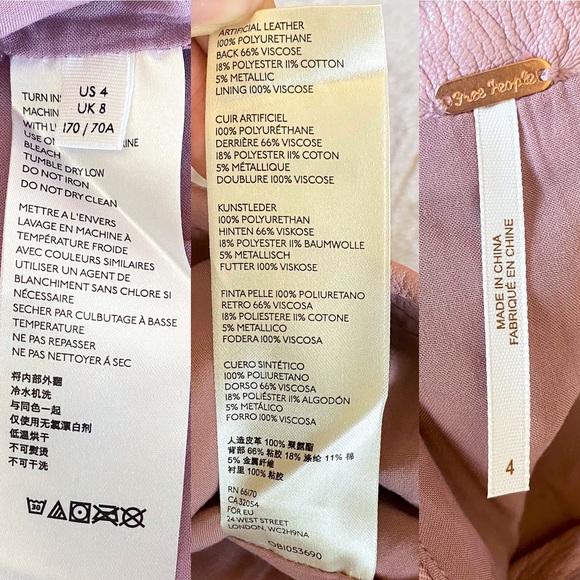 US 4
UK 8
170 / 70A
TURN
MACHIN
WITH
USE
BLEACH
TUMBLE DRY LOW
DO NOT IRON
DO NOT DRY CLEAN
METTRE A L'ENVERS
LAVAGE EN MACHINE À
TEMPÉRATURE FROIDE
AVEC COULEURS SIMILAIRES
UTILISER UN AGENT DE
BLANCHIMENT SANS CHLORE SI
NÉCESSAIRE
SECHER PAR CULBUTAGE À BASSE
TEMPERATURE
NE PAS REPASSER
NE PAS NETTOYER Á SEC
将内部外翻
冷水机洗
与同色一起
仅使用无氯漂白剂
低温烘干
不可熨烫
不可干洗
30
ARTIFICIAL LEATHER
100% POLYURETHANE
BACK 66% VISCOSE
18% POLYESTER 11% COTTON
5% METALLIC
LINING 100% VISCOSE
CUIR ARTIFICIEL
100% POLYURÉTHANE
DERRIÈRE 66% VISCOSE
18% POLYESTER 11% COTON
5% MÉTALLIQUE
DOUBLURE 100% VISCOSE
KUNSTLEDER
100% POLYURETHAN
HINTEN 66% VISKOSE
18% POLYESTER 11% BAUMWOLLE
5% METALLISCH
FUTTER 100% VISKOSE
FINTA PELLE 100% POLIURETANO
RETRO 66% VISCOSA
18% POLIESTERE 11% COTONE
5% METALLICO
FODERA 100% VISCOSA
CUERO SINTÉTICO
100% POLIURETANO
DORSO 66% VISCOSA
18% POLIÉSTER 11% ALGODÓN
5% METÁLICO
FORRO 100% VISCOSA
人造皮革 100% 聚氨酯
背部 66% 粘胶 18% 涤纶 11% 棉
5% 金属纤维
衬里 100% 粘胶
RN 66170
CA 32054
FOR EU
24 WEST STREET
LONDON, WC2H9NA
OB1053690
Free People
MADE IN CHINA
FABRIQUÉ EN CHINE
4